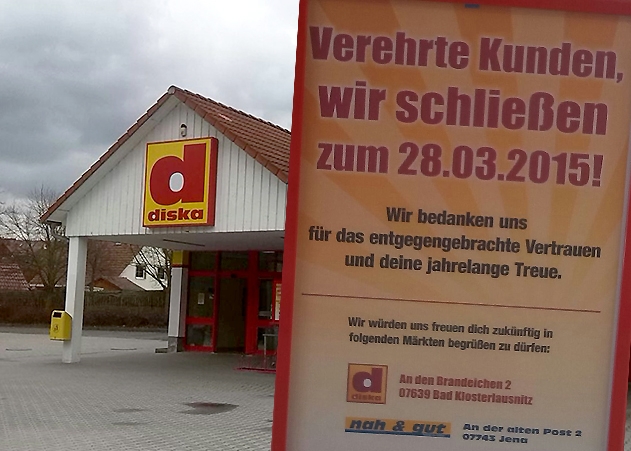 d
diska
Verehrte Kunden,
wir schließen
zum 28.03.2015!
Wir bedanken uns
für das entgegengebrachte Vertrauen
und deine jahrelange Treue.
Wir würden uns freuen dich zukünftig in
folgenden Märkten begrüßen zu dürfen:
d
diska
An den Brandeichen 2
07639 Bad Klosterlausnitz
nah & gut
An der alten Post 2
07743 Jena